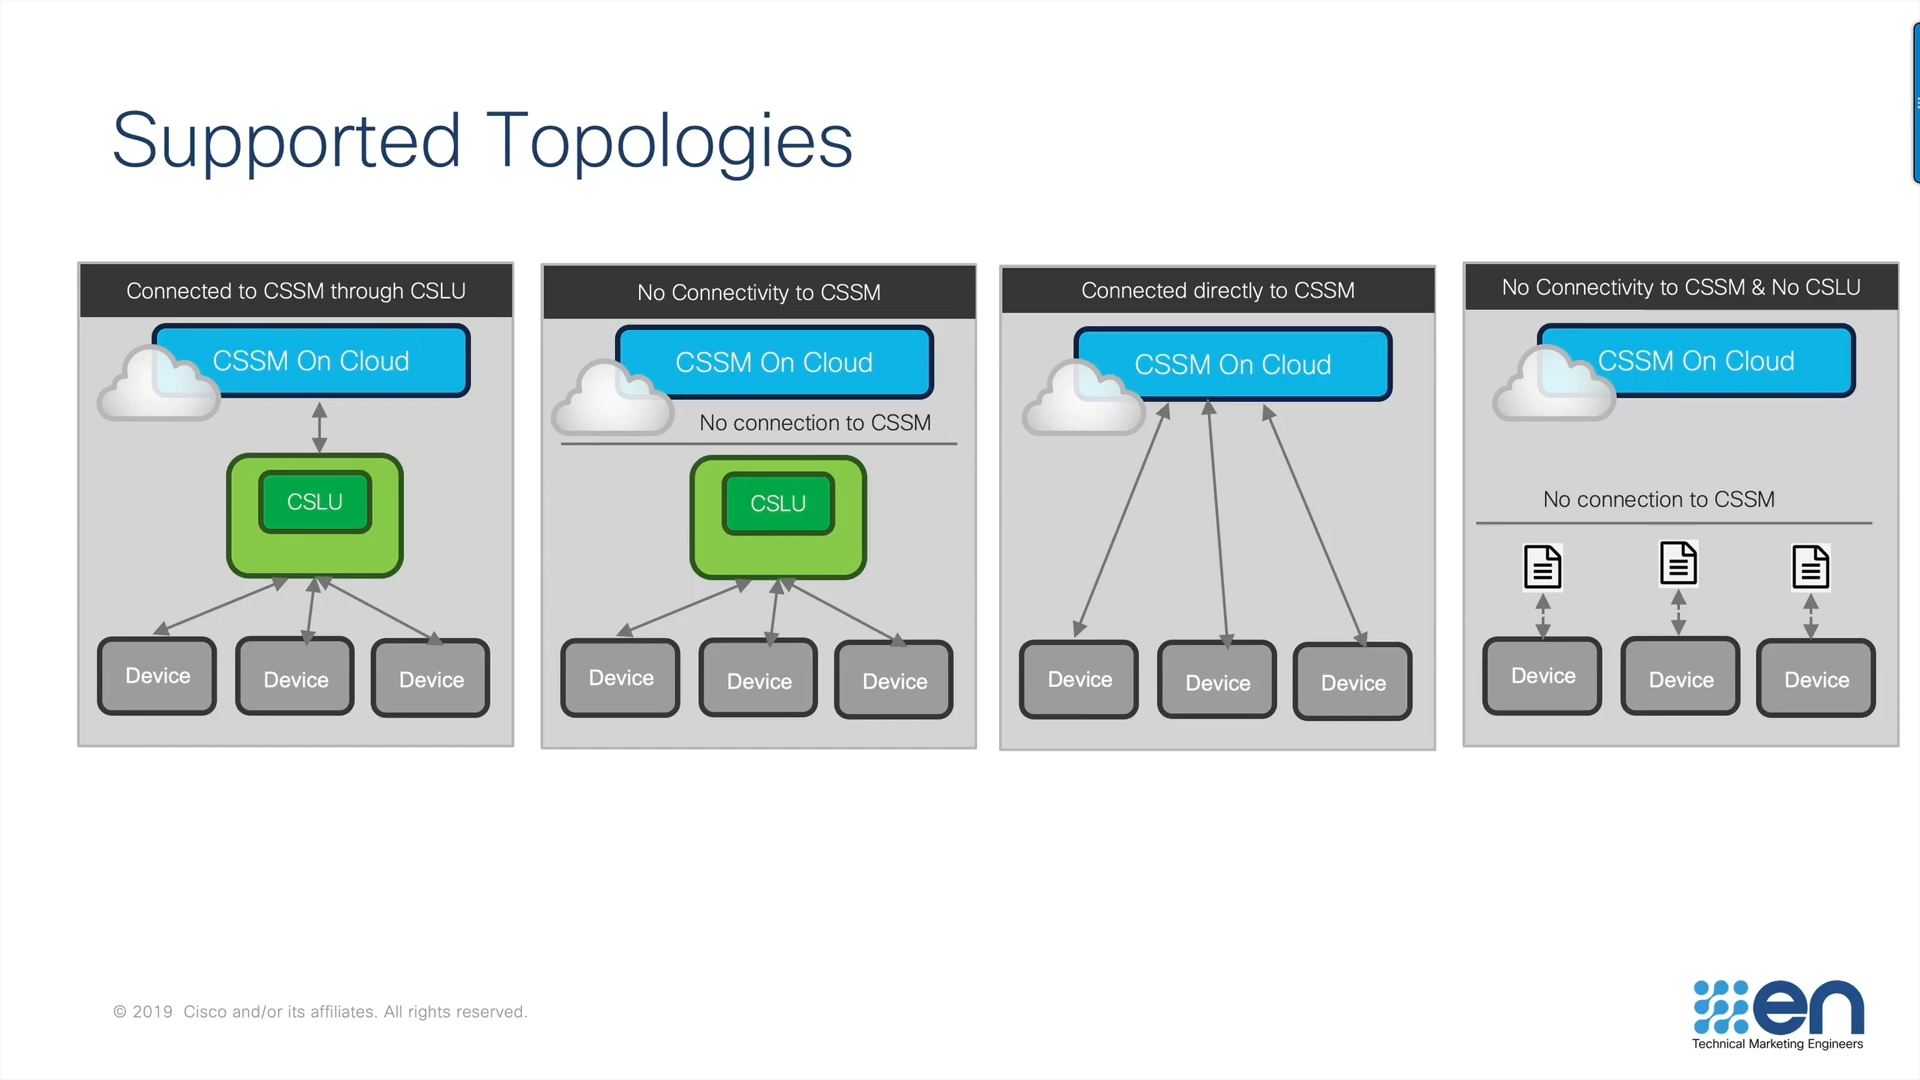 Supported Topologies
Connected to CSSM through CSLU
CSSM On Cloud
CSLU
Device
Device
Device
No Connectivity to CSSM
CSSM On Cloud
No connection to CSSM
CSLU
Device
Device
Device
Connected directly to CSSM
CSSM On Cloud
Device
Device
Device
No Connectivity to CSSM & No CSLU
CSSM On Cloud
No connection to CSSM
Device
Device
Device
© 2019 Cisco and/or its affiliates. All rights reserved.
en
Technical Marketing Engineers